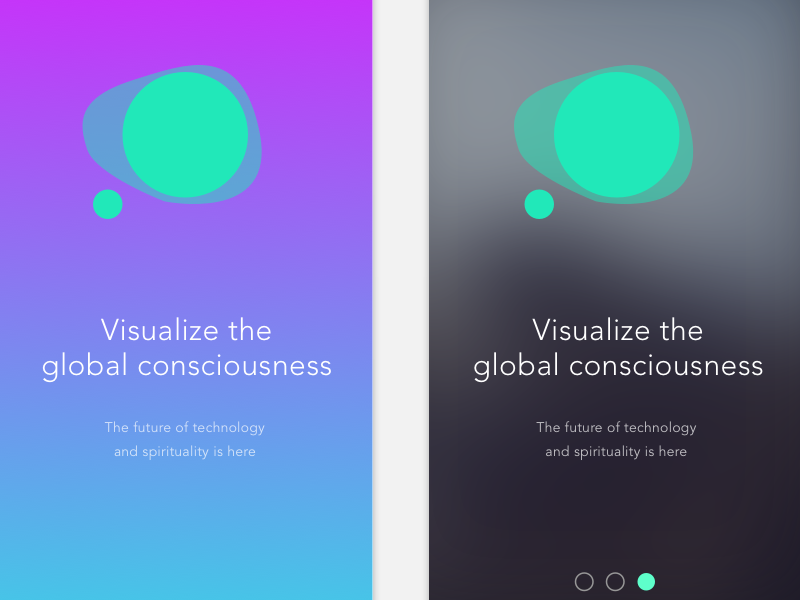 Visualize the
global consciousness
The future of technology
and spirituality is here
Visualize the
global consciousness
The future of technology
and spirituality is here